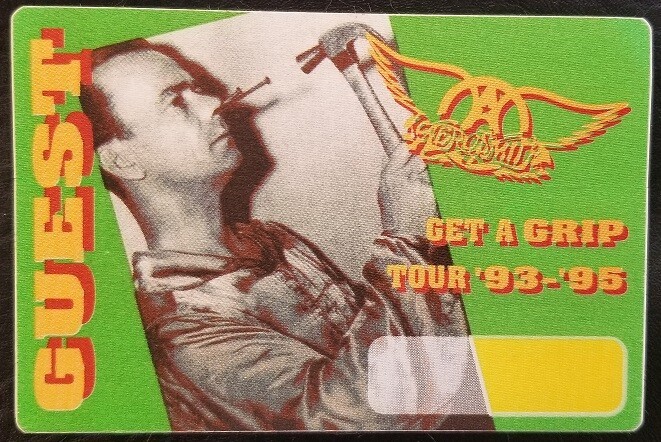 GUEST
AEROSMITH
GET A GRIP
TOUR '93-'95